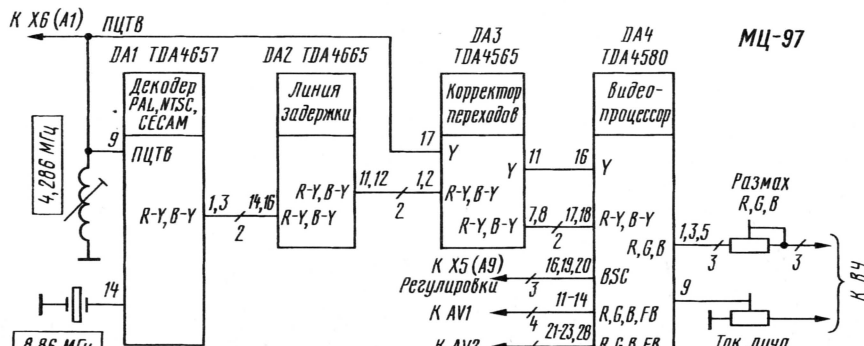 К X6 (А1)
ПЦТВ
МЦ-97
DA1 TDA4657
DA2 TDA4665
DA3
TDA4565
DA4
TDA4580
Декодер
PAL, NTSC,
СЕСАМ
Линия
задержки
Корректор
переходов
Видео-
процессор
4,286 МГц
9
ПЦТВ
17
Y
Y
11
16
Y
R-Y, B-Y
1,3
2
14,16
R-Y, B-Y
R-Y, B-Y
11,12
2
1,2
R-Y, B-Y
R-Y, B-Y
7,8
2
17,18
R-Y, B-Y
R, G, B
1,3,5
3
3
Размах
R, G, B
К X5 (А9)
Регулировки
16,19,20
3
BSC
14
К AV1
11-14
4
R, G, B, FB
9
К ВЧ
8,86 МГц
К AV2
21-23,28
R, G, B, FB
Ток луча